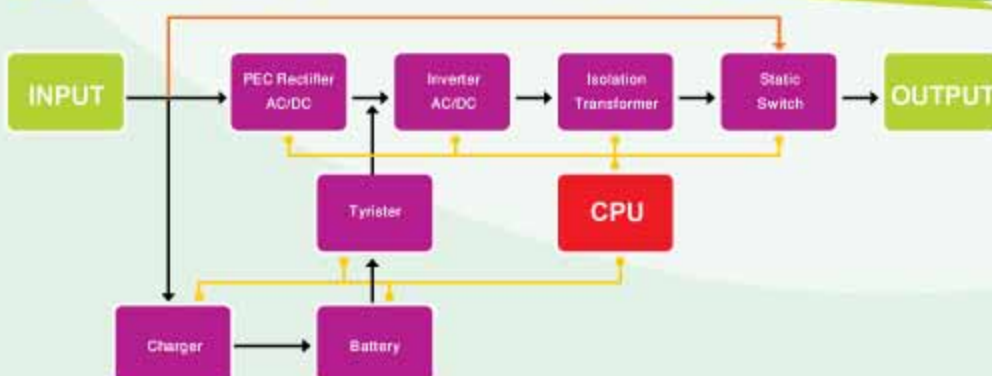 INPUT
PEC Rectifier
AC/DC
Inverter
AC/DC
Isolation
Transformer
Static
Switch
OUTPUT
Tyrister
CPU
Charger
Battery